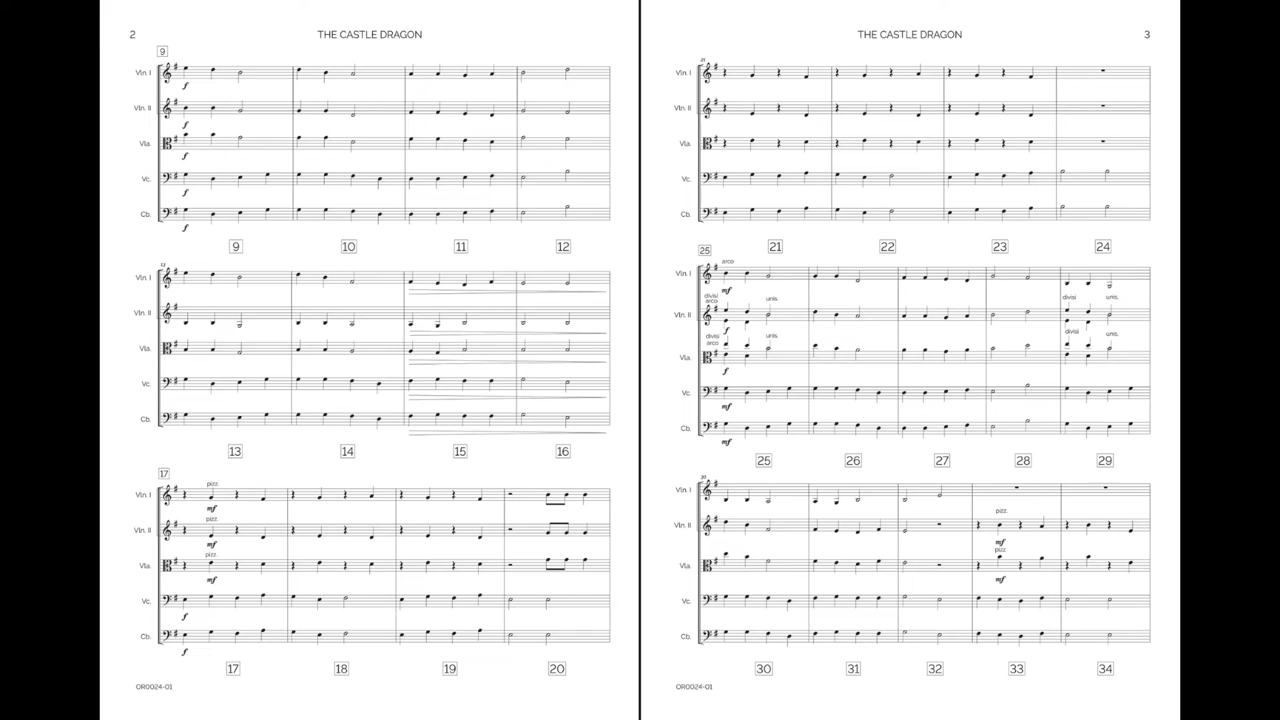 2
THE CASTLE DRAGON
9
Vln. I
f
Vln. II
f
Vla.
f
Vc.
f
Cb.
f
9 10 11 12
13
Vln. I
Vln. II
Vla.
Vc.
Cb.
13 14 15 16
17
pizz.
Vln. I
mf
pizz.
Vln. II
mf
pizz.
Vla.
mf
Vc.
f
Cb.
f
17 18 19 20
OR0024-01
THE CASTLE DRAGON
3
21
Vln. I
Vln. II
Vla.
Vc.
Cb.
21 22 23 24
25
arco
Vln. I
mf
divisi unis. divisi unis.
arco
Vln. II
f
divisi unis. divisi unis.
arco
Vla.
f
Vc.
mf
Cb.
mf
25 26 27 28 29
30
Vln. I
pizz.
Vln. II
mf
pizz.
Vla.
mf
Vc.
Cb.
30 31 32 33 34
OR0024-01